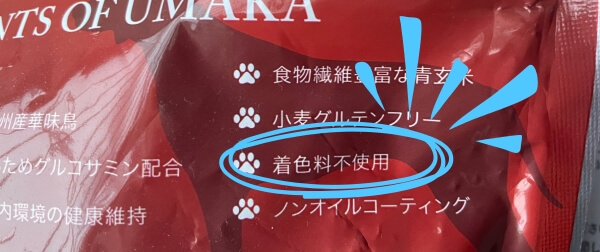 NTS OF UMAKA
食物繊維豊富な青玄米
小麦グルテンフリー
着色料不使用
ノンオイルコーティング
州産華味鳥
ためグルコサミン配合
内環境の健康維持